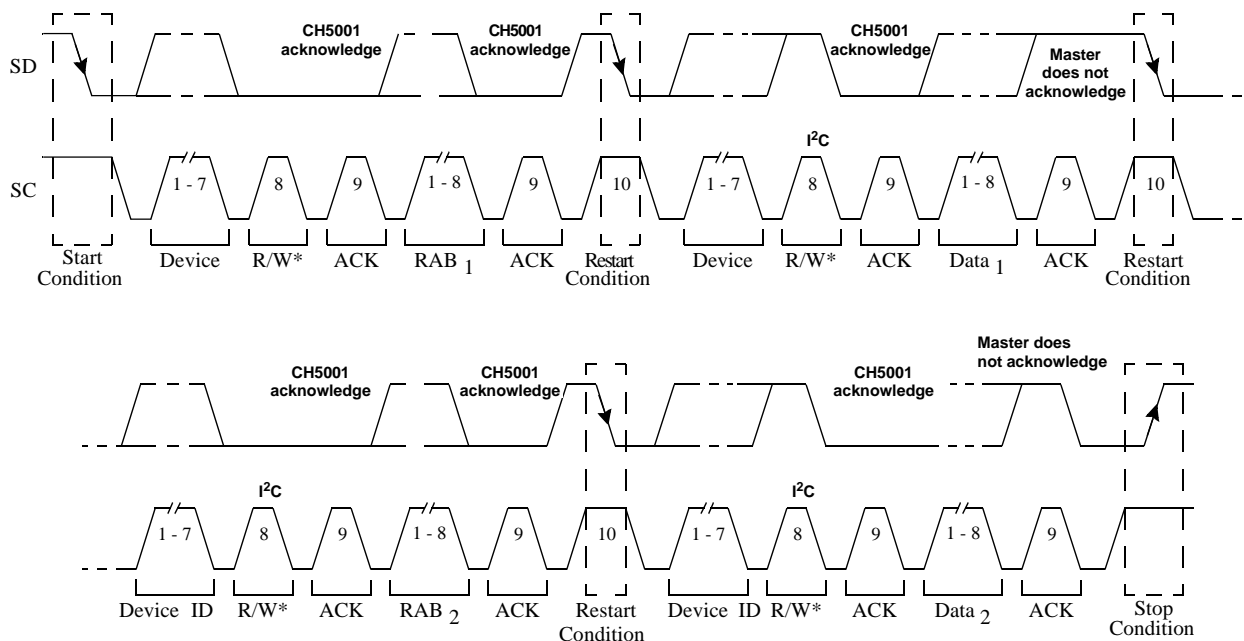 CH5001
acknowledge
CH5001
acknowledge
CH5001
acknowledge
Master
does not
acknowledge
SD
I2C
SC
1 - 7
8
9
1 - 8
9
10
1 - 7
8
9
1 - 8
9
10
Start
Condition
Device
R/W*
ACK
RAB 1
ACK
Restart
Condition
Device
R/W*
ACK
Data 1
ACK
Restart
Condition
CH5001
acknowledge
CH5001
acknowledge
CH5001
acknowledge
Master does
not acknowledge
I2C
I2C
1 - 7
8
9
1 - 8
9
10
1 - 7
8
9
1 - 8
9
Device ID
R/W*
ACK
RAB 2
ACK
Restart
Condition
Device ID
R/W*
ACK
Data 2
ACK
Stop
Condition